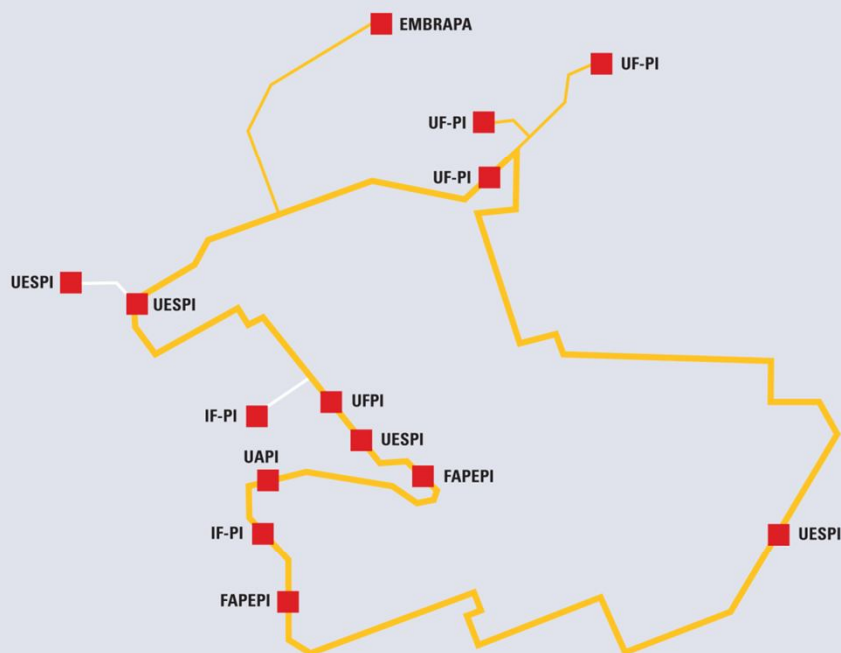 EMBRAPA
UF-PI
UF-PI
UF-PI
UESPI
UESPI
UFPI
IF-PI
UESPI
UAPI
FAPEPI
IF-PI
UESPI
FAPEPI